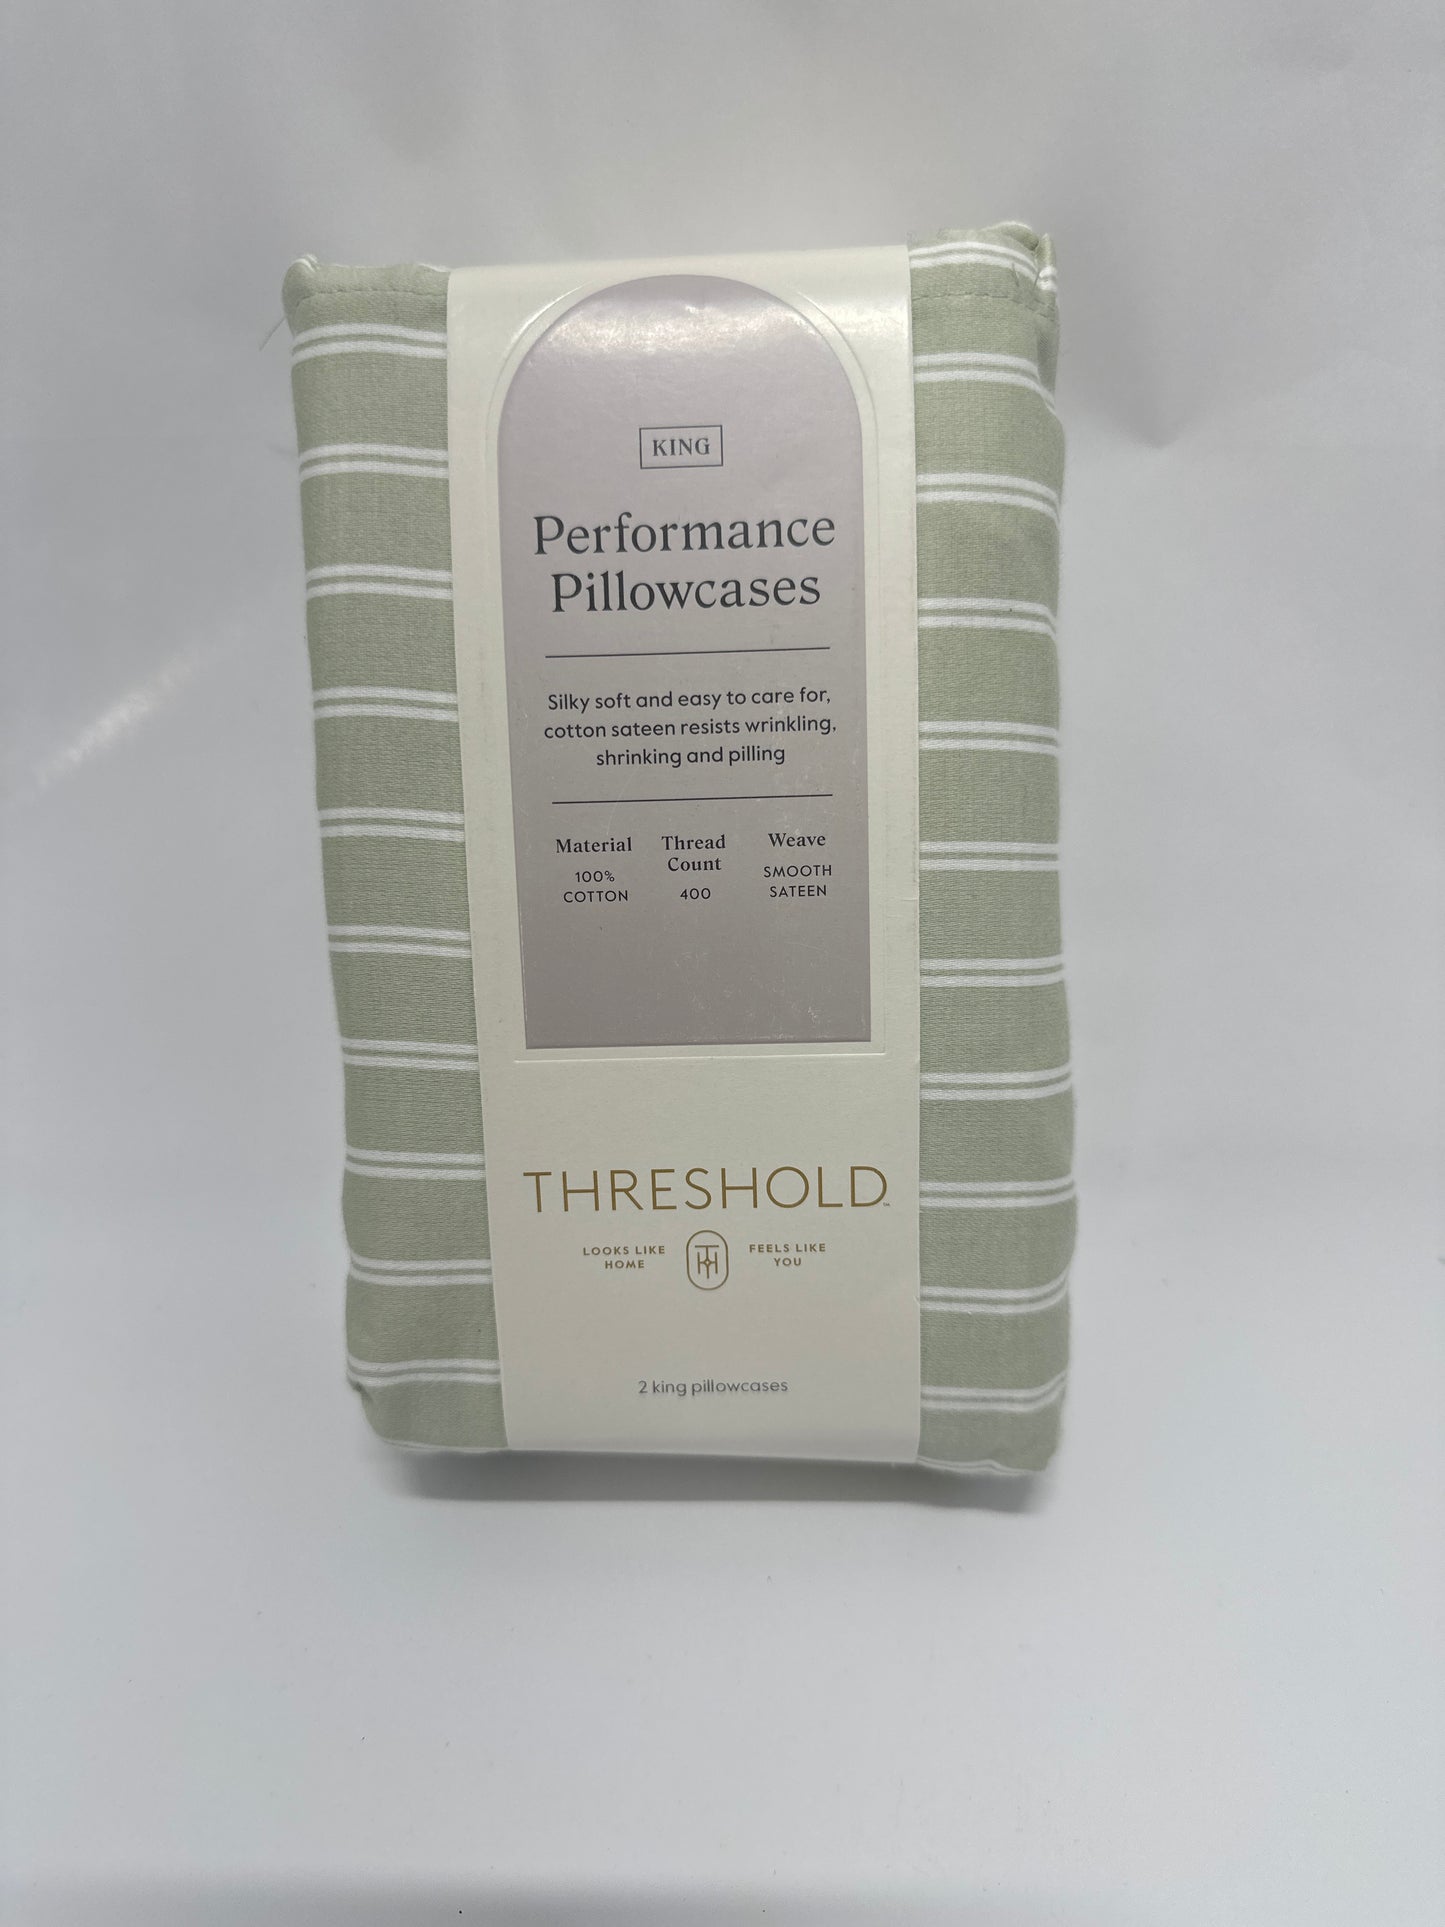 KING
Performance
Pillowcases
Silky soft and easy to care for,
cotton sateen resists wrinkling,
shrinking and pilling
Material
100%
COTTON
Thread
Count
400
Weave
SMOOTH
SATEEN
THRESHOLD™
LOOKS LIKE
HOME
FEELS LIKE
YOU
2 king pillowcases